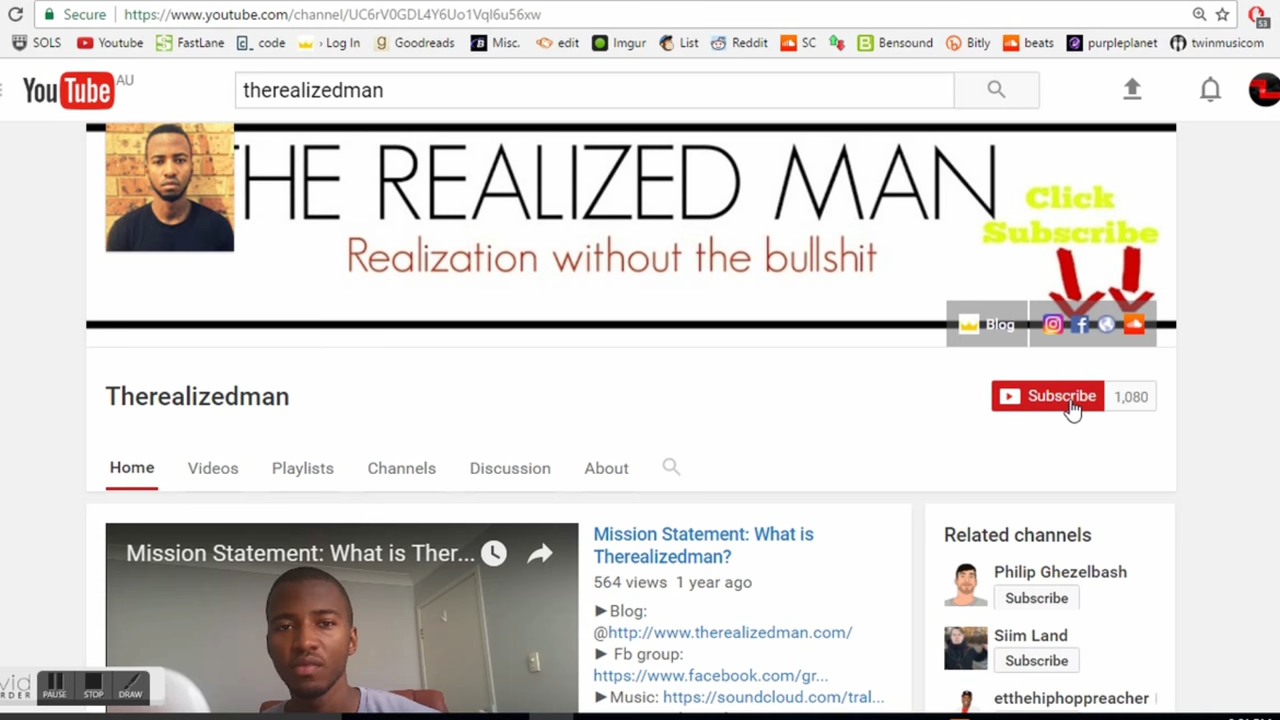 Secure https://www.youtube.com/channel/UC6rV0GDL4Y6Uo1Vql6u56xw
SOLS Youtube FastLane code › Log In Goodreads Misc. edit Imgur List Reddit SC Bensound Bitly beats purpleplanet twinmusicom
YouTube AU therealizedman
THE REALIZED MAN
Realization without the bullshit
Click
Subscribe
Blog
Therealizedman
Subscribe 1,080
Home Videos Playlists Channels Discussion About
Mission Statement: What is Ther...
Mission Statement: What is
Therealizedman?
564 views 1 year ago
►Blog:
@http://www.therealizedman.com/
► Fb group:
https://www.facebook.com/gr...
►Music: https://soundcloud.com/tral...
Related channels
Philip Ghezelbash
Subscribe
Siim Land
Subscribe
etthehiphoppreacher
PAUSE STOP DRAW